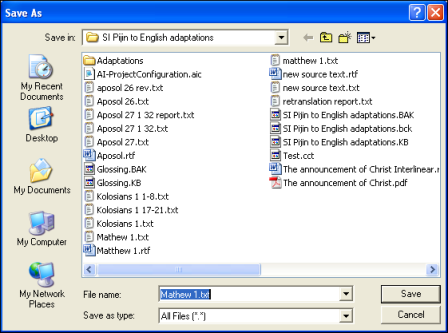 Save As
Save in:
SI Pijin to English adaptations
My Recent
Documents
Desktop
My Documents
My Computer
My Network
Places
Adaptations
AI-ProjectConfiguration.aic
aposol 26 rev.txt
Aposol 26.txt
Aposol 27 1 32 report.txt
Aposol 27 1 32.txt
Aposol 27.txt
Aposol.rtf
Glossing.BAK
Glossing.KB
Kolosians 1 1-8.txt
Kolosians 1 17-21.txt
Kolosians 1.txt
Mathew 1.txt
Mathew 1.rtf
matthew 1.txt
new source text.rtf
new source text.txt
retranslation report.txt
SI Pijin to English adaptations.BAK
SI Pijin to English adaptations.bck
SI Pijin to English adaptations.KB
Test.cct
The announcement of Christ Interlinear.r
The announcement of Christ.pdf
File name:
Mathew 1.txt
Save
Save as type:
All Files (*.*)
Cancel